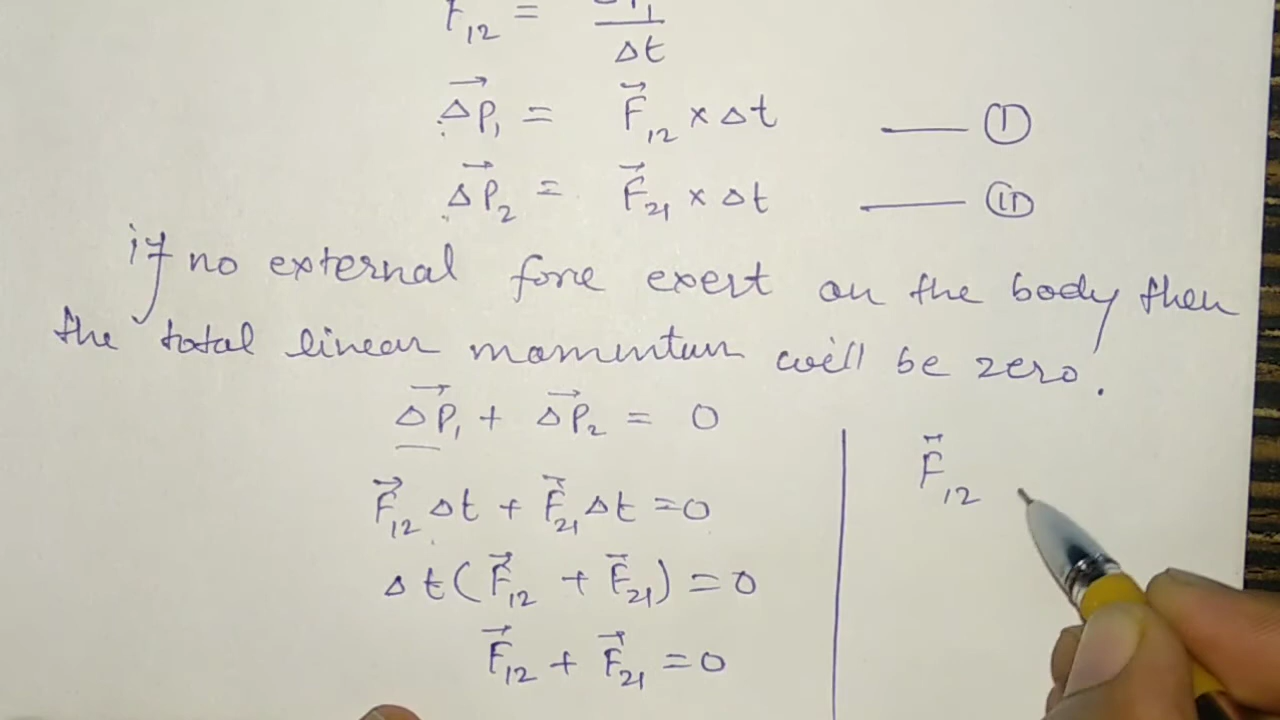 F₁₂ = ΔP₁
Δt
ΔP₁ = F₁₂ × Δt — I
ΔP₂ = F₂₁ × Δt — II
if no external force exert on the body then
the total linear momentum will be zero.
ΔP₁ + ΔP₂ = 0
F₁₂ Δt + F₂₁ Δt = 0
Δt (F₁₂ + F₂₁) = 0
F₁₂ + F₂₁ = 0
F₁₂